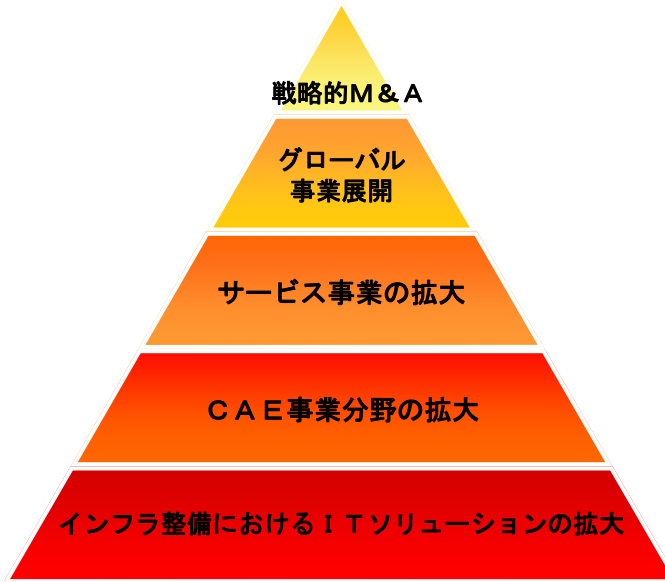 戦略的Ｍ＆Ａ
グローバル
事業展開
サービス事業の拡大
ＣＡＥ事業分野の拡大
インフラ整備におけるＩＴソリューションの拡大